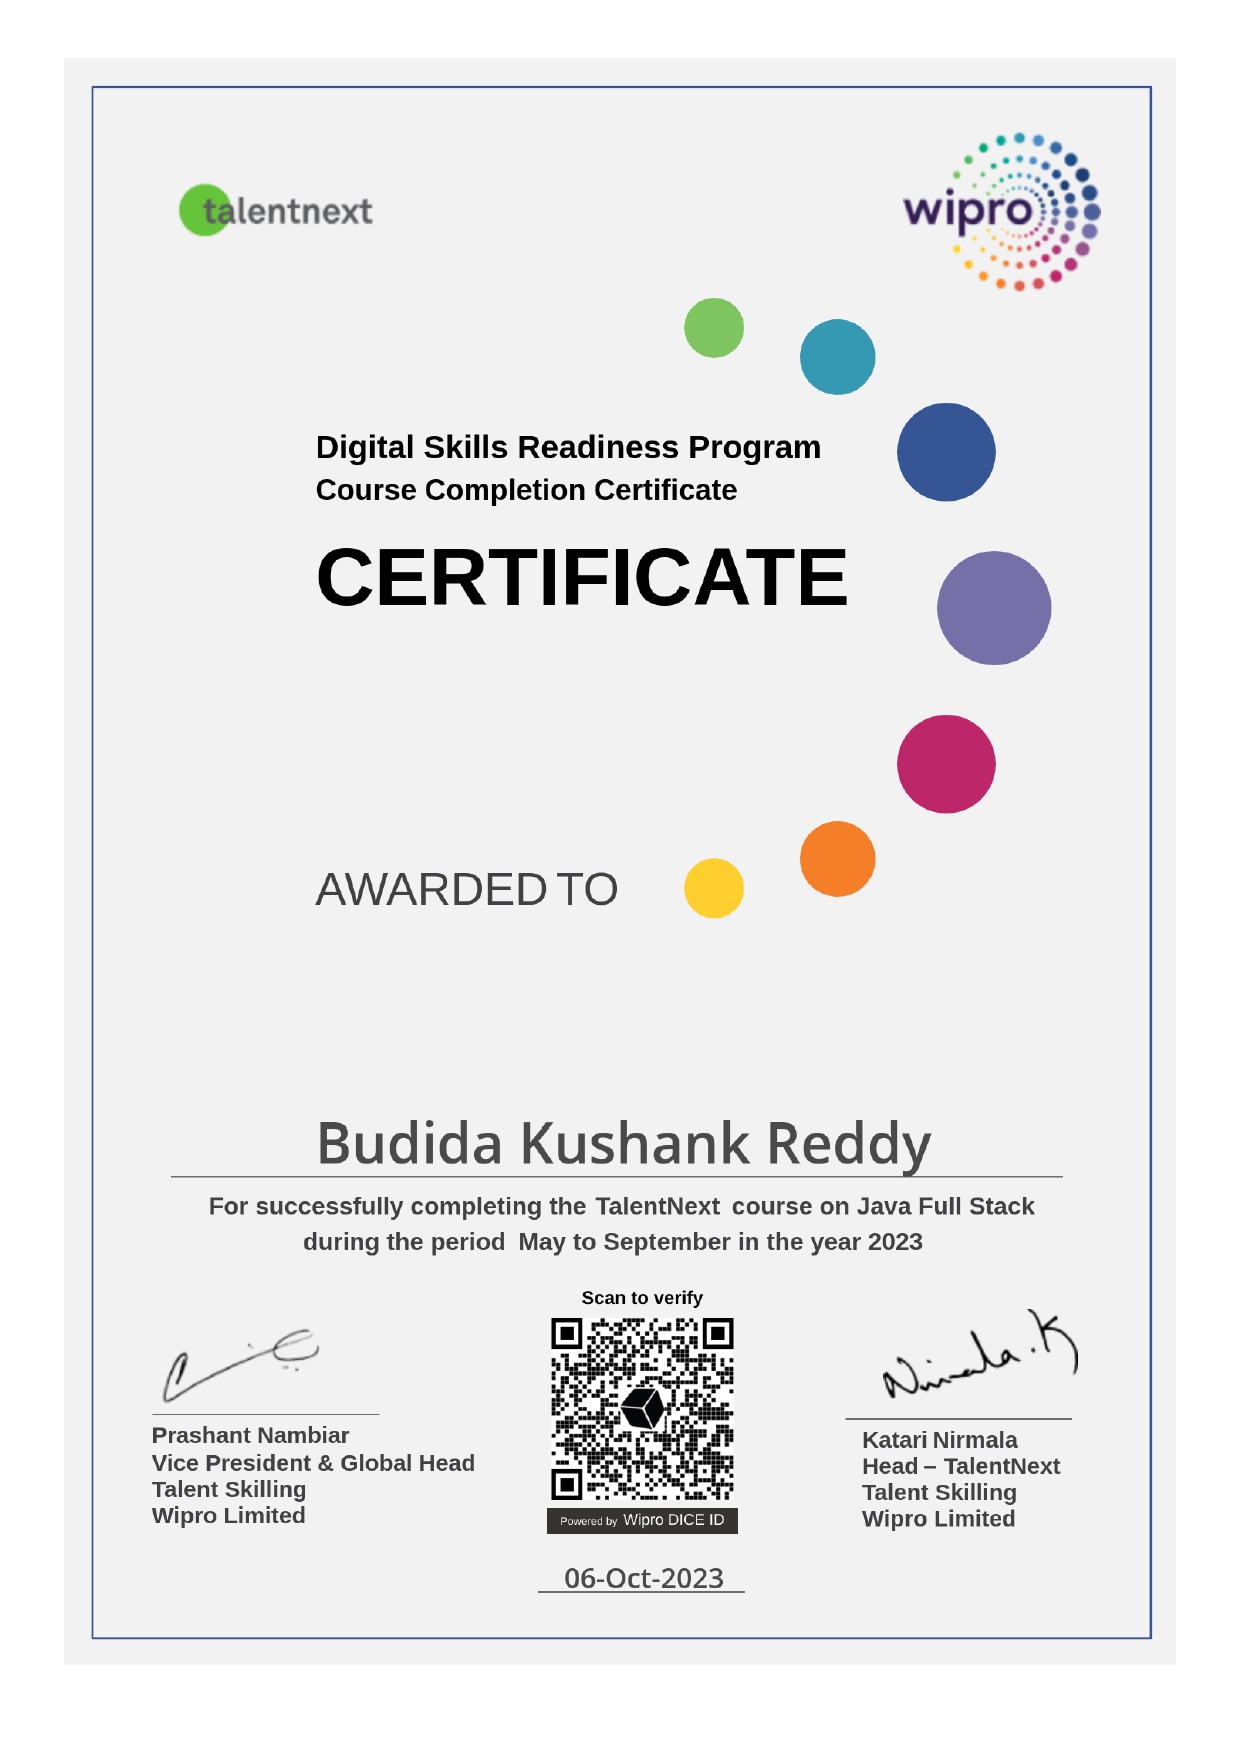 talentnext
wipro
Digital Skills Readiness Program
Course Completion Certificate
CERTIFICATE
AWARDED TO
Budida Kushank Reddy
For successfully completing the TalentNext course on Java Full Stack
during the period May to September in the year 2023
Scan to verify
Nirmala.K
Prashant Nambiar
Vice President & Global Head
Talent Skilling
Wipro Limited
Powered by Wipro DICE ID
Katari Nirmala
Head – TalentNext
Talent Skilling
Wipro Limited
06-Oct-2023